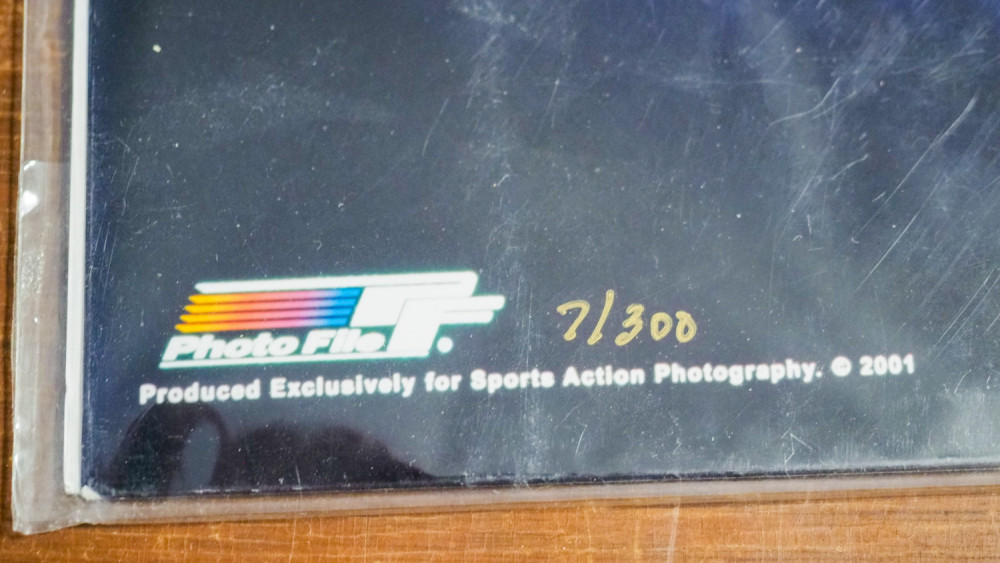 Photo File
7/300
Produced Exclusively for Sports Action Photography. © 2001